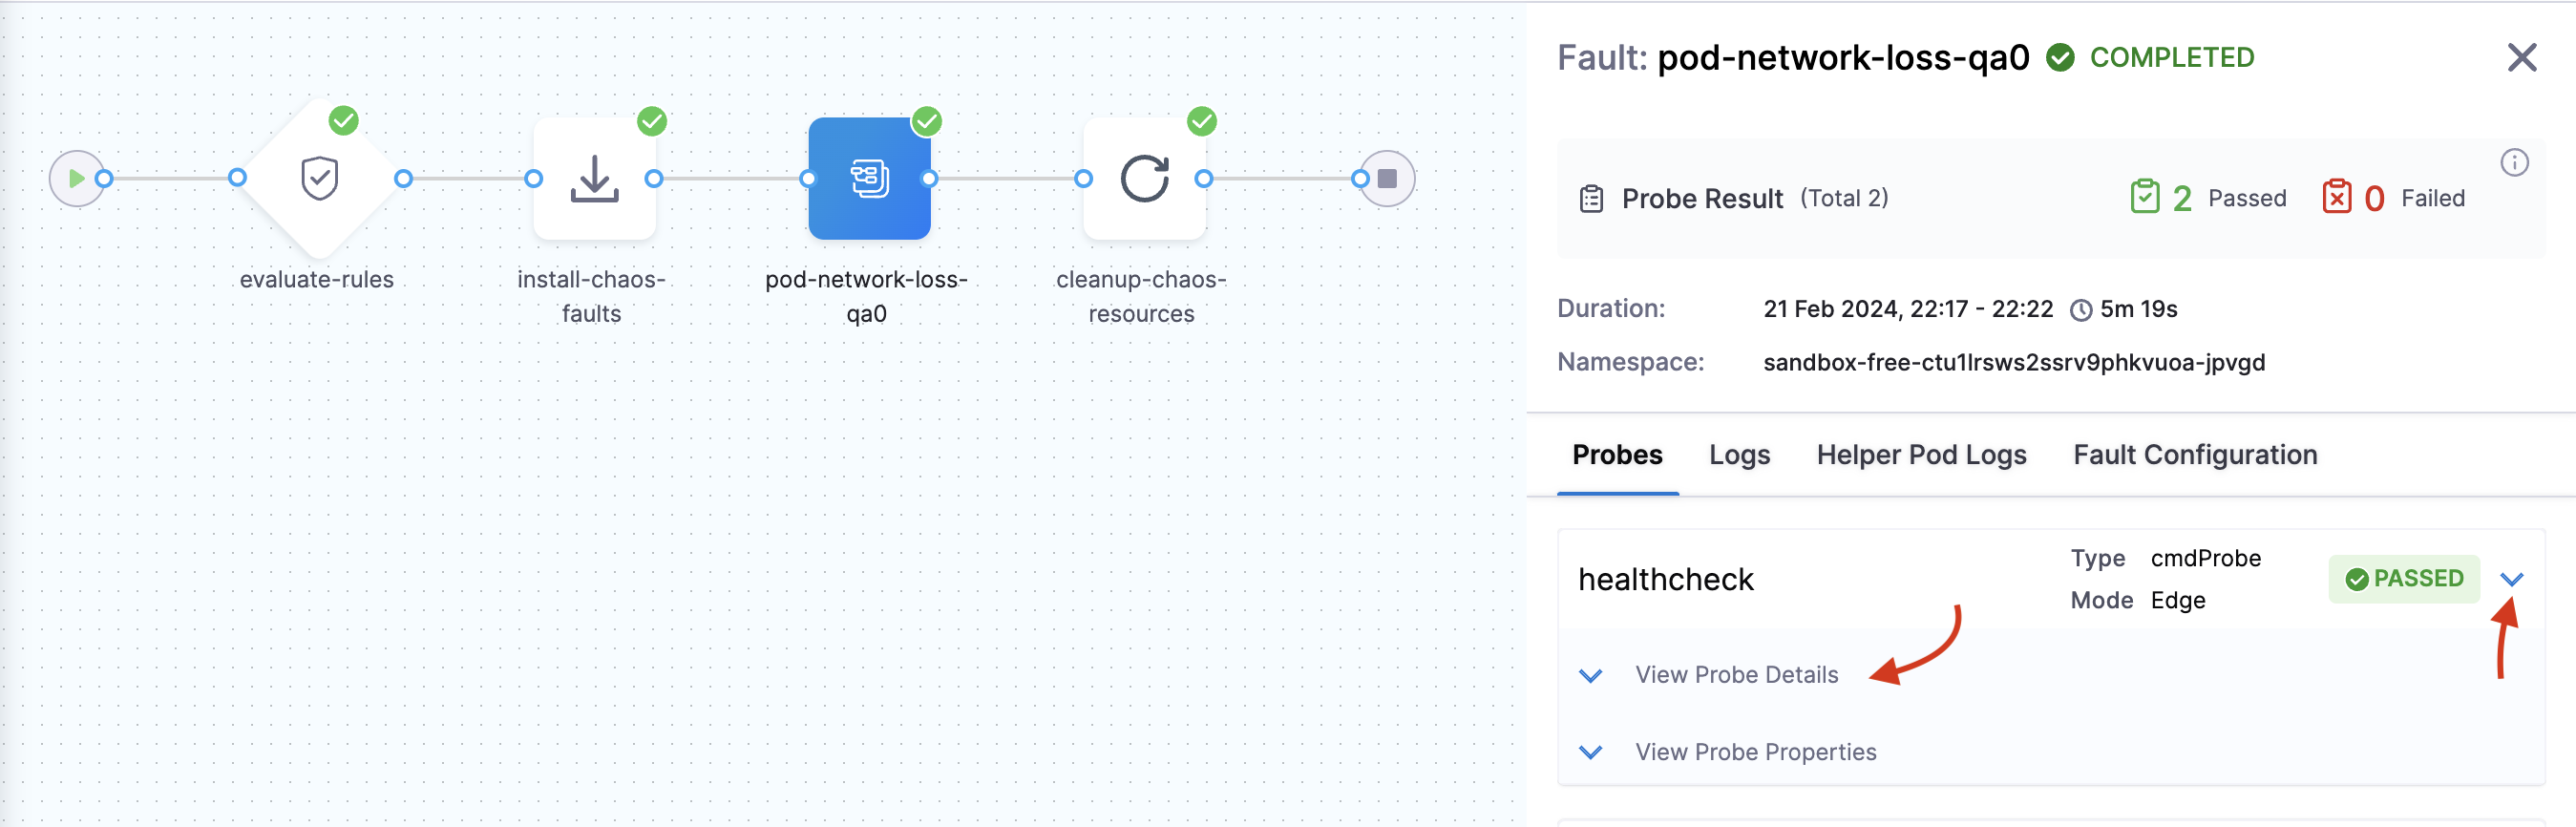 evaluate-rules
install-chaos-
faults
pod-network-loss-
qa0
cleanup-chaos-
resources
Fault: pod-network-loss-qa0 COMPLETED
Probe Result (Total 2) 2 Passed 0 Failed
Duration: 21 Feb 2024, 22:17 - 22:22 5m 19s
Namespace: sandbox-free-ctu1lrsws2ssrv9phkvuoa-jpvgd
Probes Logs Helper Pod Logs Fault Configuration
healthcheck
Type cmdProbe
Mode Edge
PASSED
View Probe Details
View Probe Properties